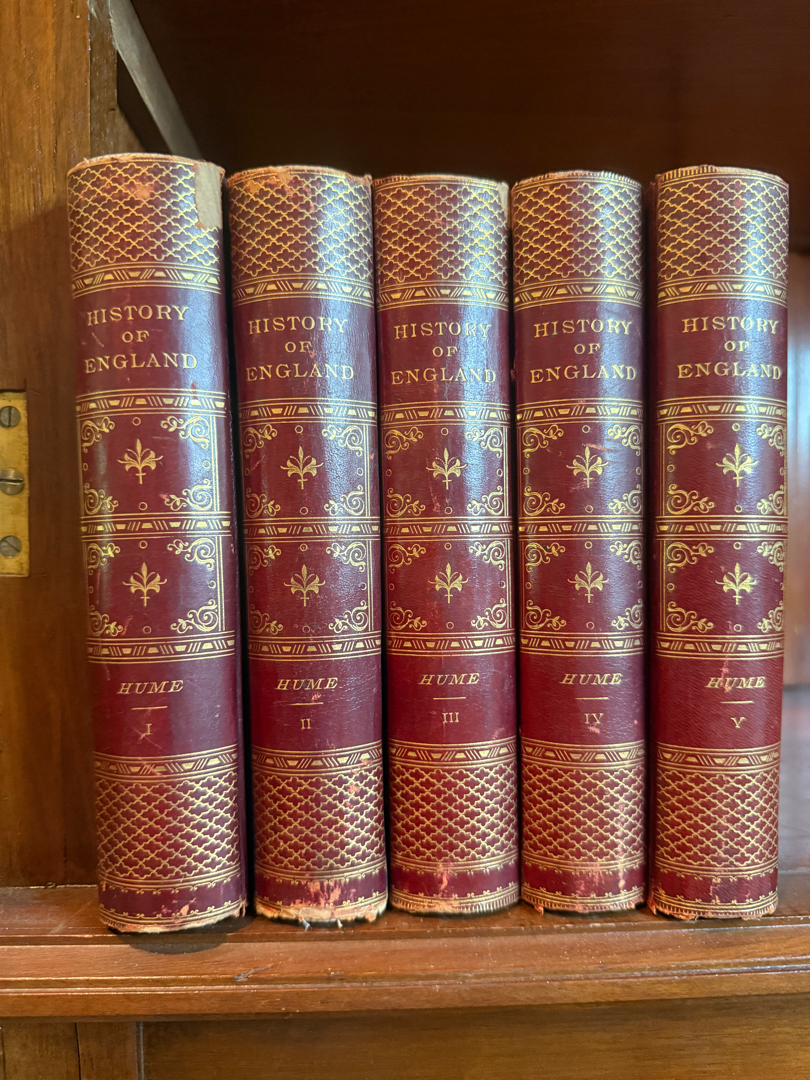 HISTORY
OF
ENGLAND
HUME
I
HISTORY
OF
ENGLAND
HUME
II
HISTORY
OF
ENGLAND
HUME
III
HISTORY
OF
ENGLAND
HUME
IV
HISTORY
OF
ENGLAND
HUME
V